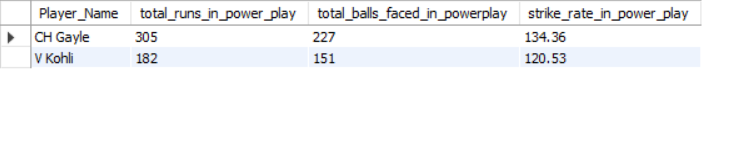 Player_Name total_runs_in_power_play total_balls_faced_in_powerplay strike_rate_in_power_play
CH Gayle 305 227 134.36
V Kohli 182 151 120.53